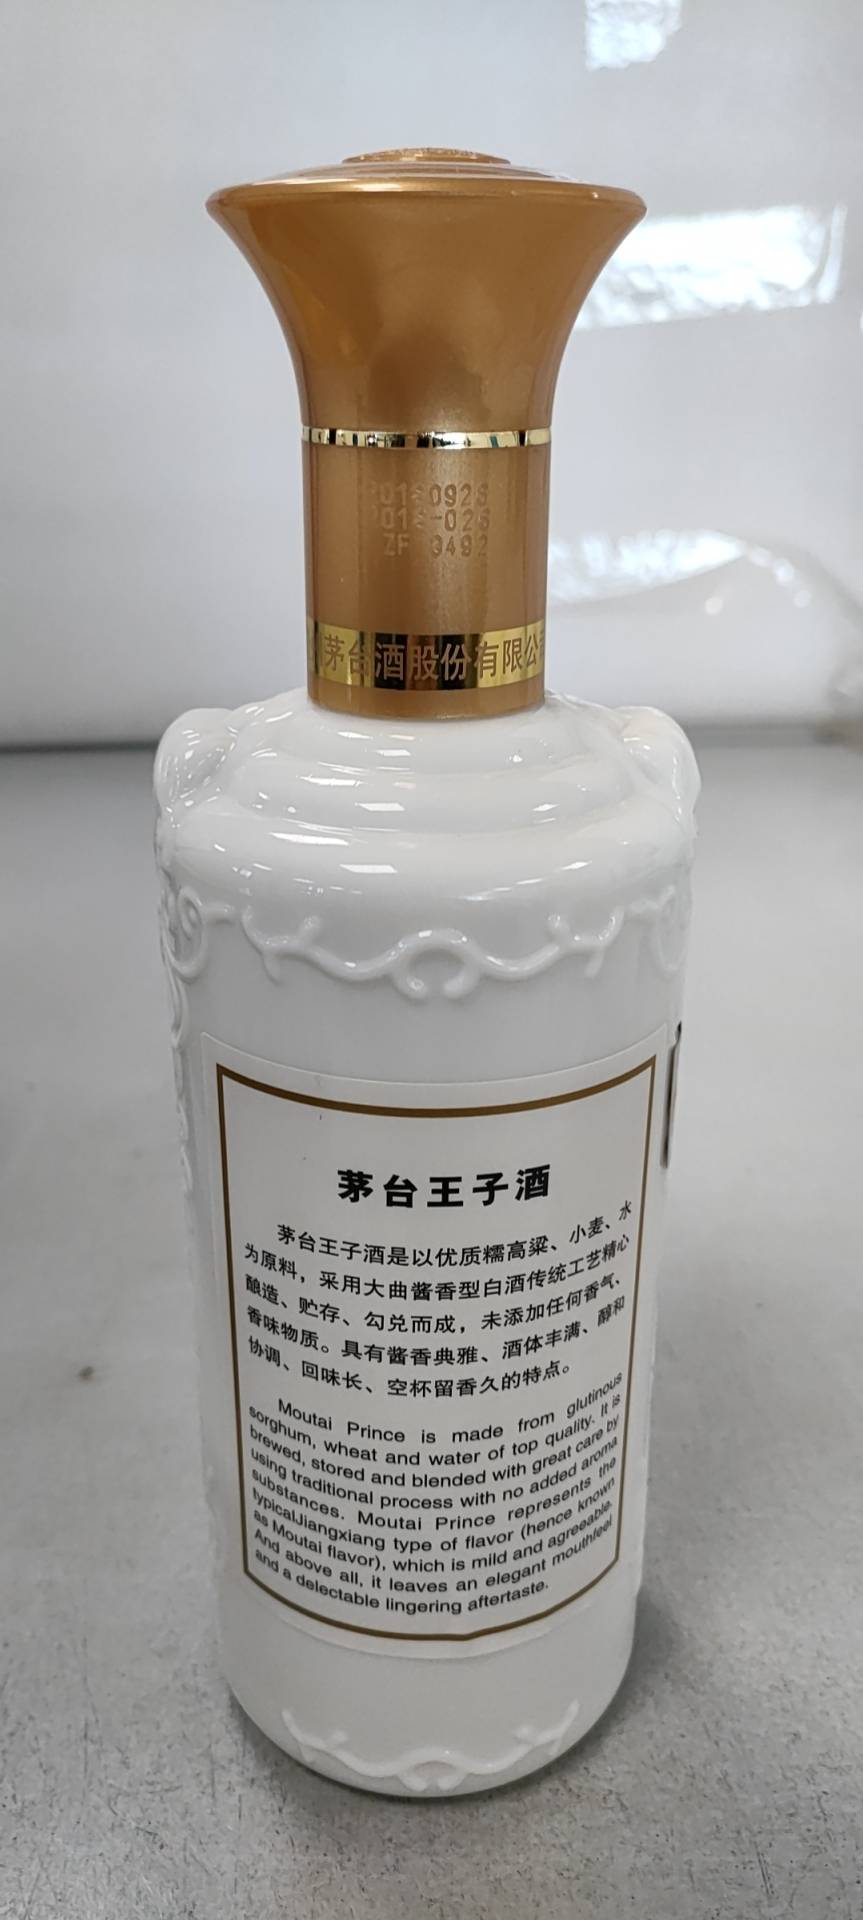 茅台酒股份有限公
茅台王子酒
茅台王子酒是以优质糯高粱、小麦、水
为原料，采用大曲酱香型白酒传统工艺精心
酿造、贮存、勾兑而成，未添加任何香气、
香味物质。具有酱香典雅、酒体丰满、醇和
协调、回味长、空杯留香久的特点。
Moutai Prince is made from glutinous
sorghum, wheat and water of top quality. It is
brewed, stored and blended with great care by
using traditional process with no added aroma
substances. Moutai Prince represents the
typicalJiangxiang type of flavor (hence known
as Moutai flavor), which is mild and agreeable.
And above all, it leaves an elegant mouthfeel
and a delectable lingering aftertaste.